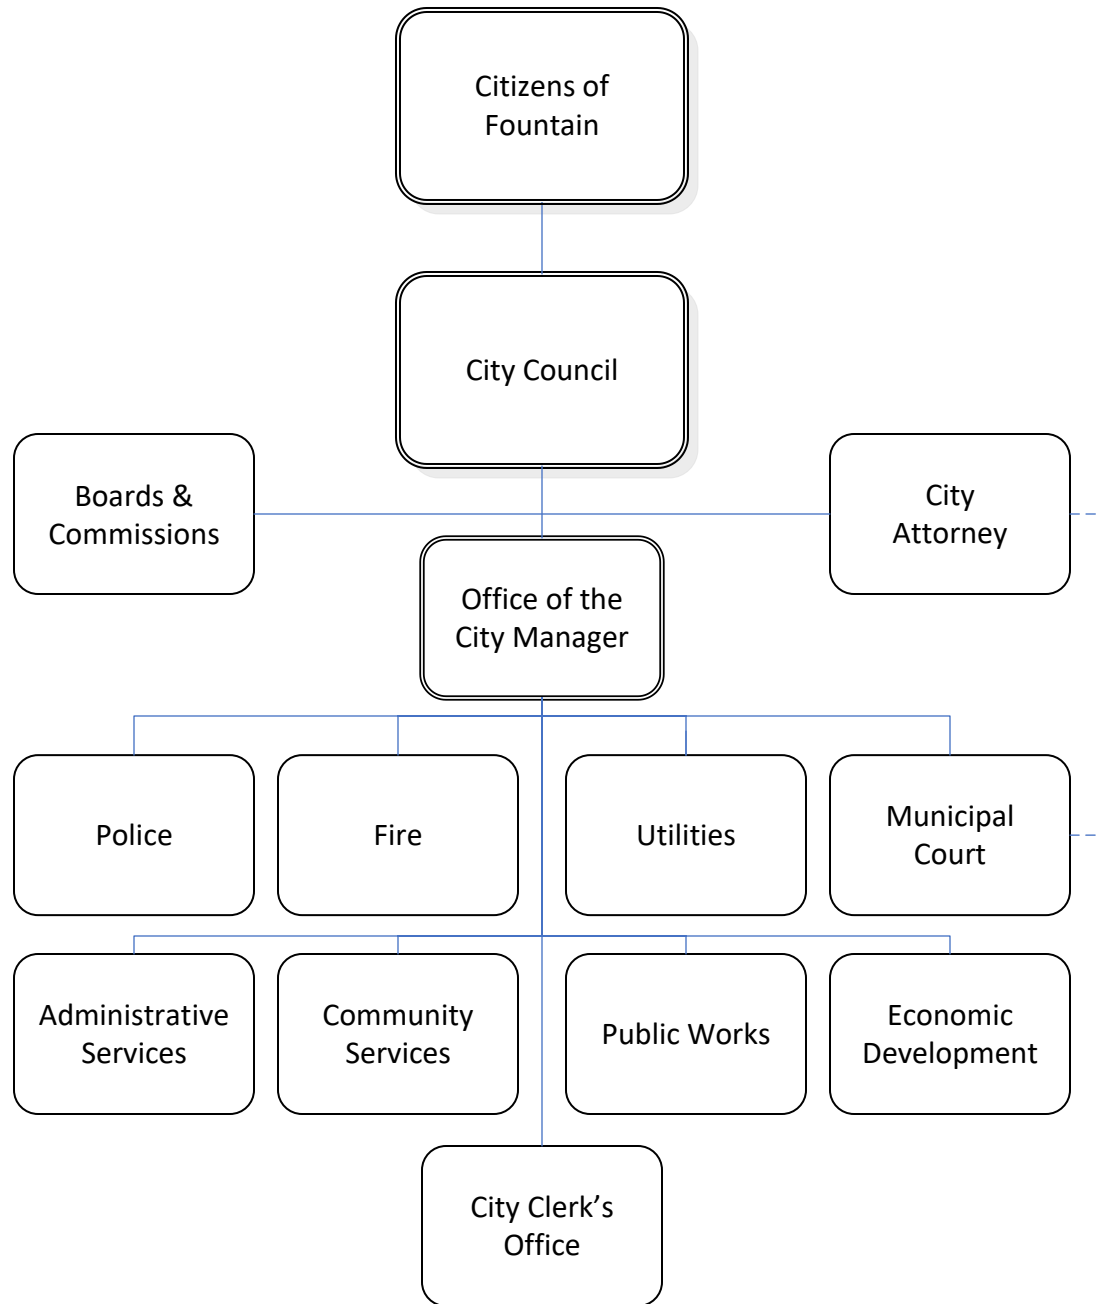 Citizens of
Fountain
City Council
Boards &
Commissions
City
Attorney
Office of the
City Manager
Police
Fire
Utilities
Municipal
Court
Administrative
Services
Community
Services
Public Works
Economic
Development
City Clerk’s
Office